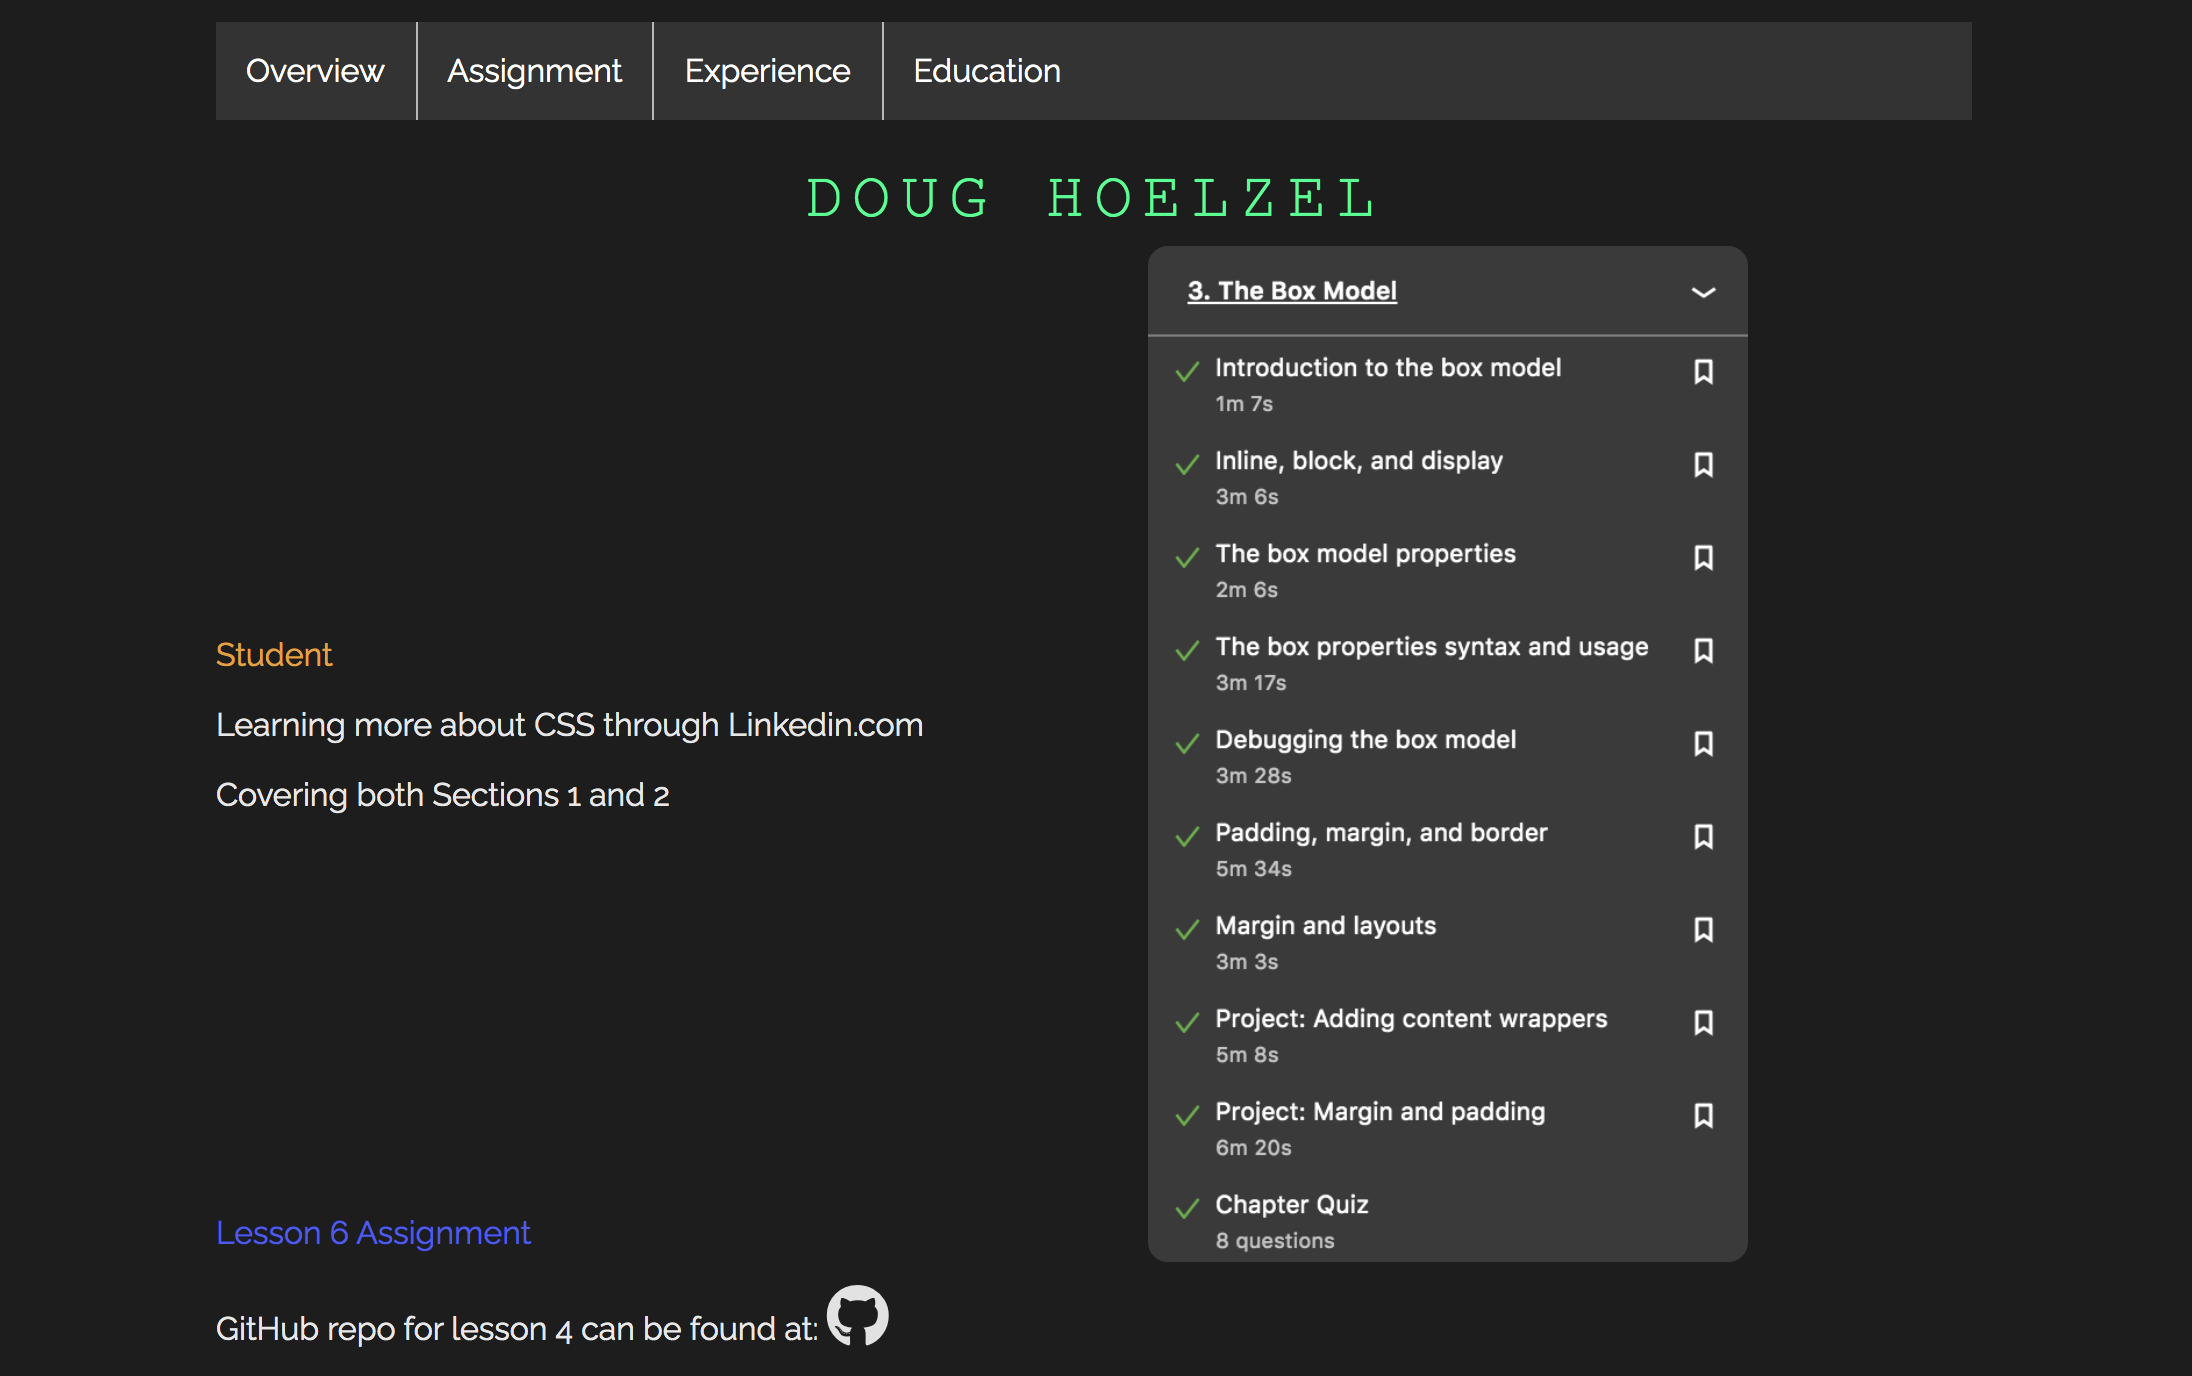 Overview
Assignment
Experience
Education
DOUG HOELZEL
3. The Box Model
Introduction to the box model
1m 7s
Inline, block, and display
3m 6s
The box model properties
2m 6s
The box properties syntax and usage
3m 17s
Debugging the box model
3m 28s
Padding, margin, and border
5m 34s
Margin and layouts
3m 3s
Project: Adding content wrappers
5m 8s
Project: Margin and padding
6m 20s
Chapter Quiz
8 questions
Student
Learning more about CSS through Linkedin.com
Covering both Sections 1 and 2
Lesson 6 Assignment
GitHub repo for lesson 4 can be found at: